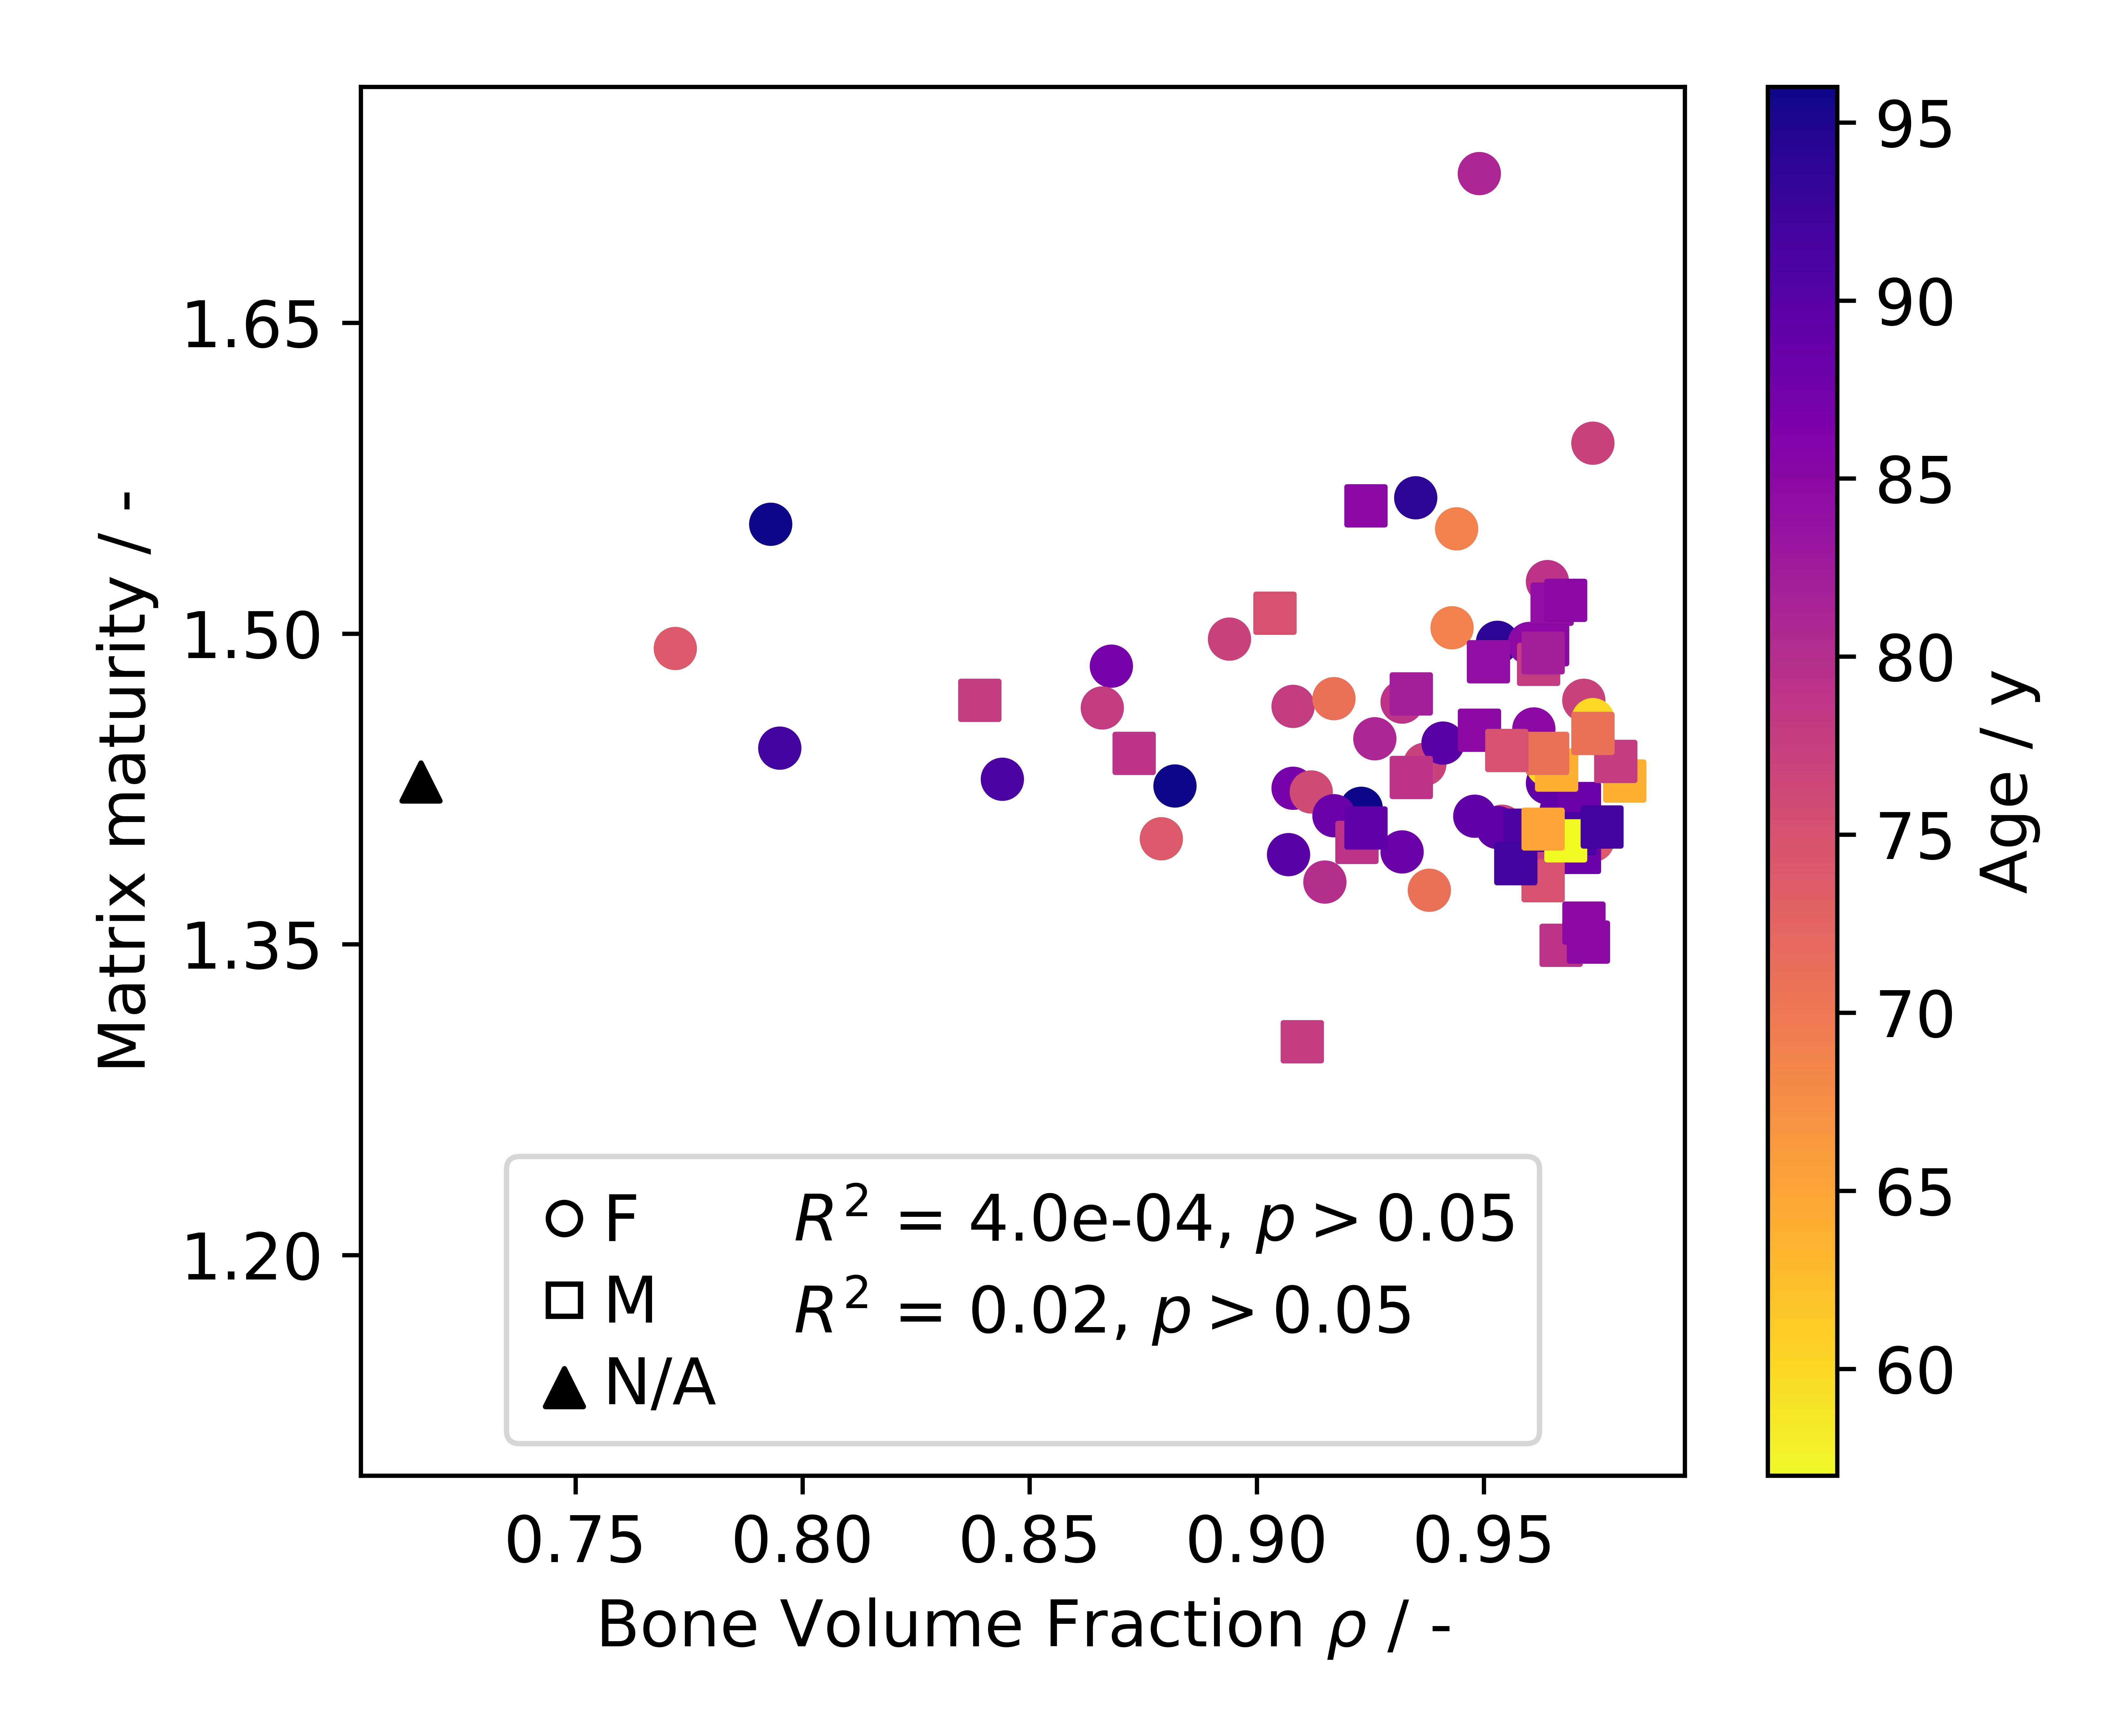 Matrix maturity / -
1.65
1.50
1.35
1.20
F R² = 4.0e-04, p > 0.05
M R² = 0.02, p > 0.05
N/A
0.75 0.80 0.85 0.90 0.95
Bone Volume Fraction ρ / -
95
90
85
80
75
70
65
60
Age / y